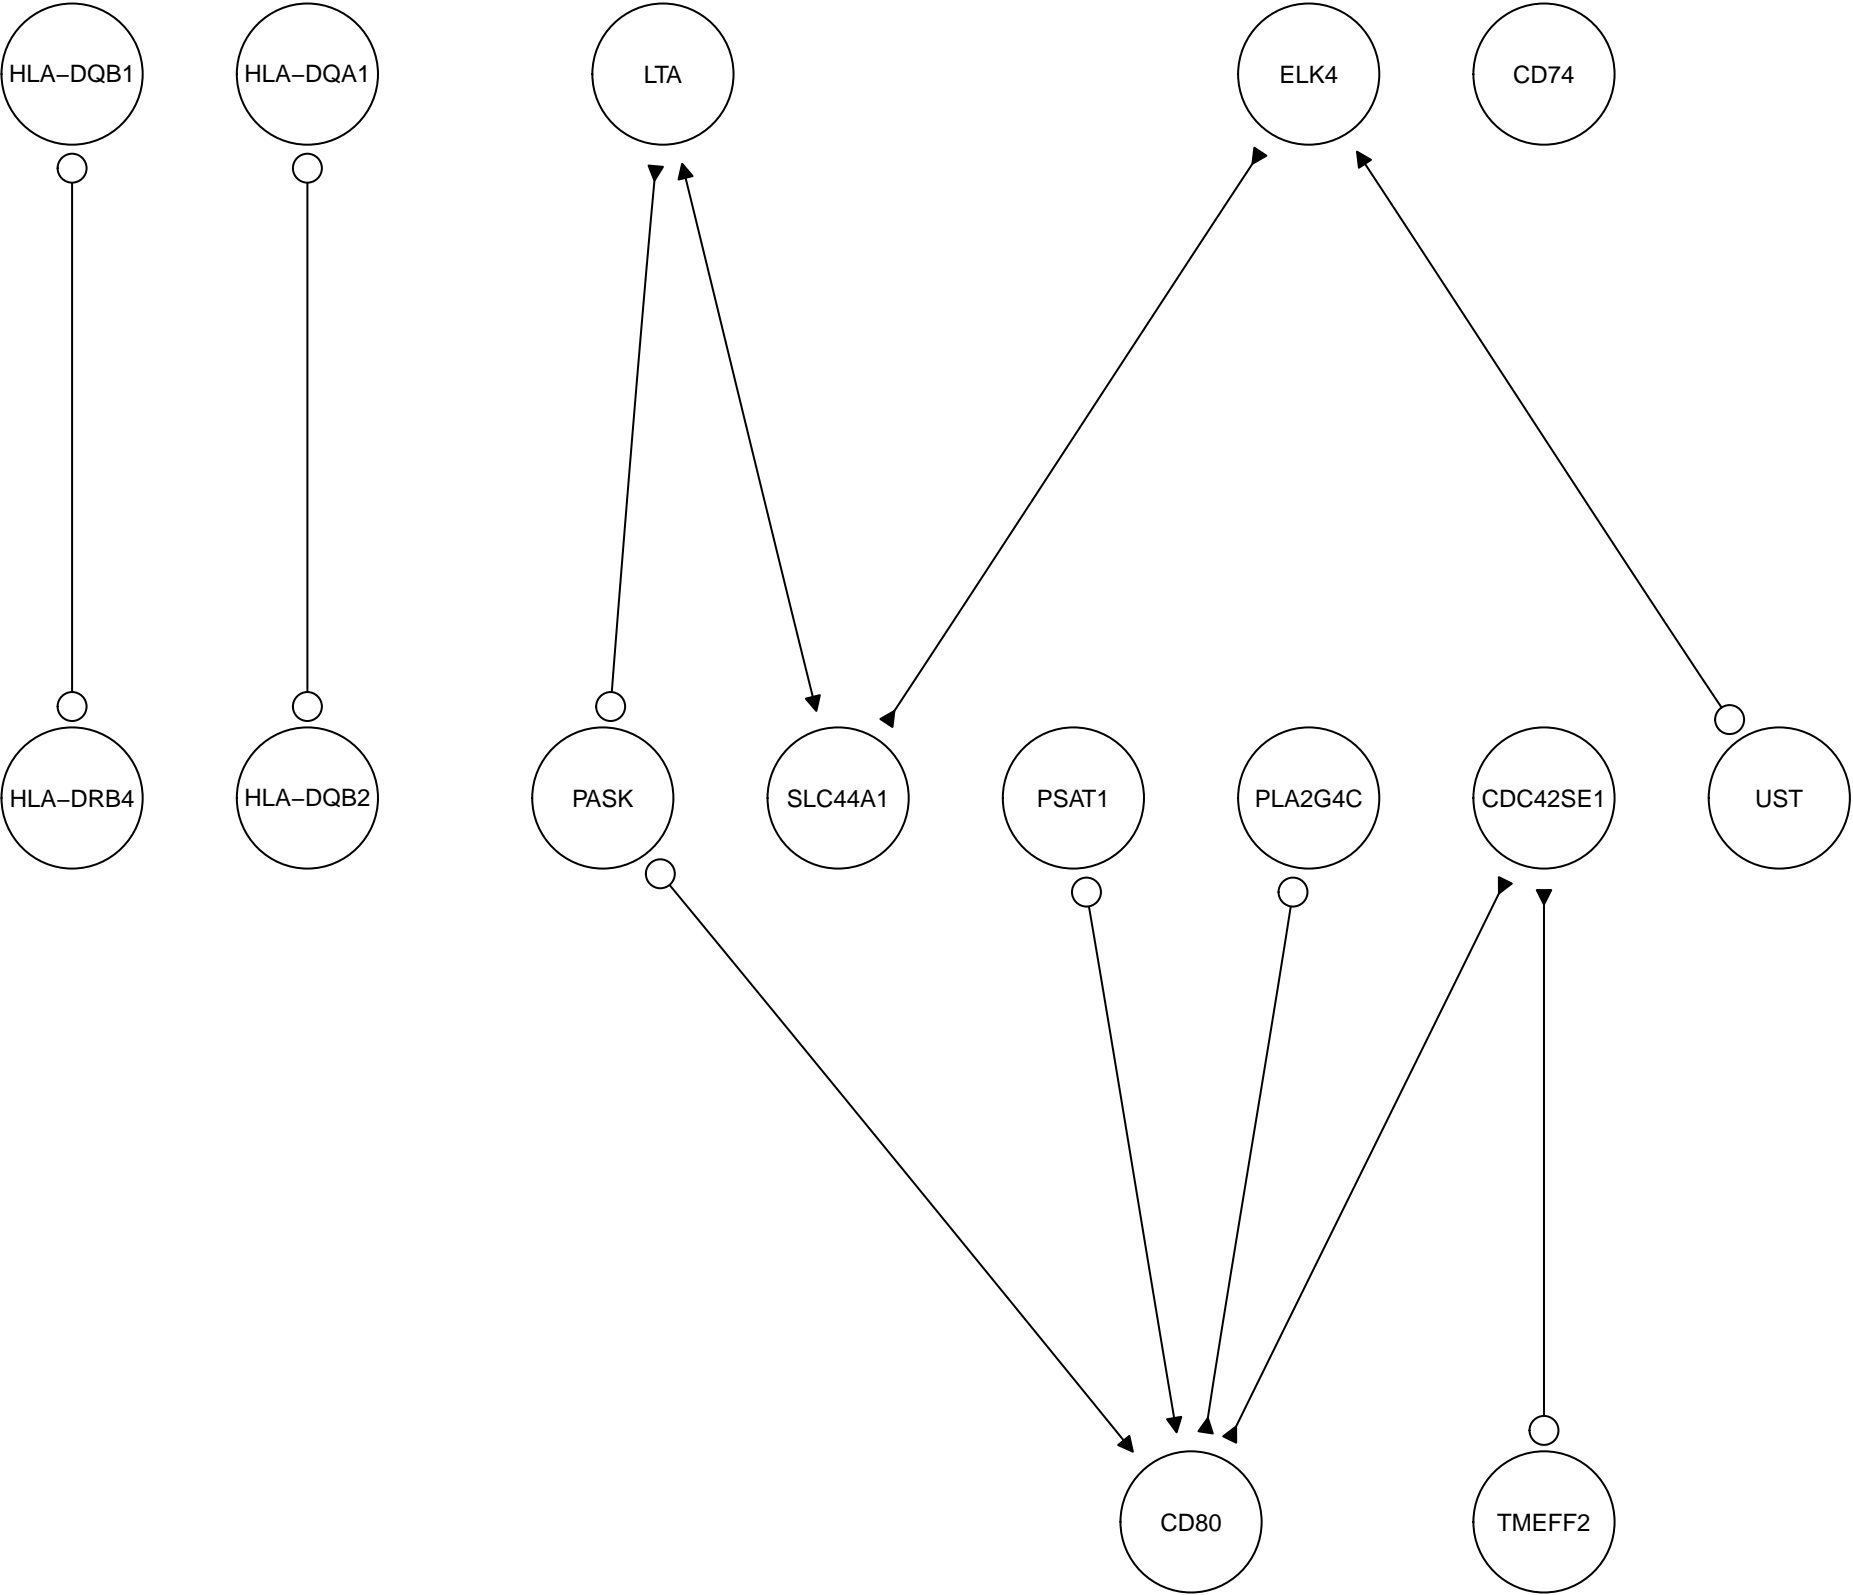 HLA−DQB1
HLA−DQA1
LTA
ELK4
CD74
HLA−DRB4
HLA−DQB2
PASK
SLC44A1
PSAT1
PLA2G4C
CDC42SE1
UST
CD80
TMEFF2